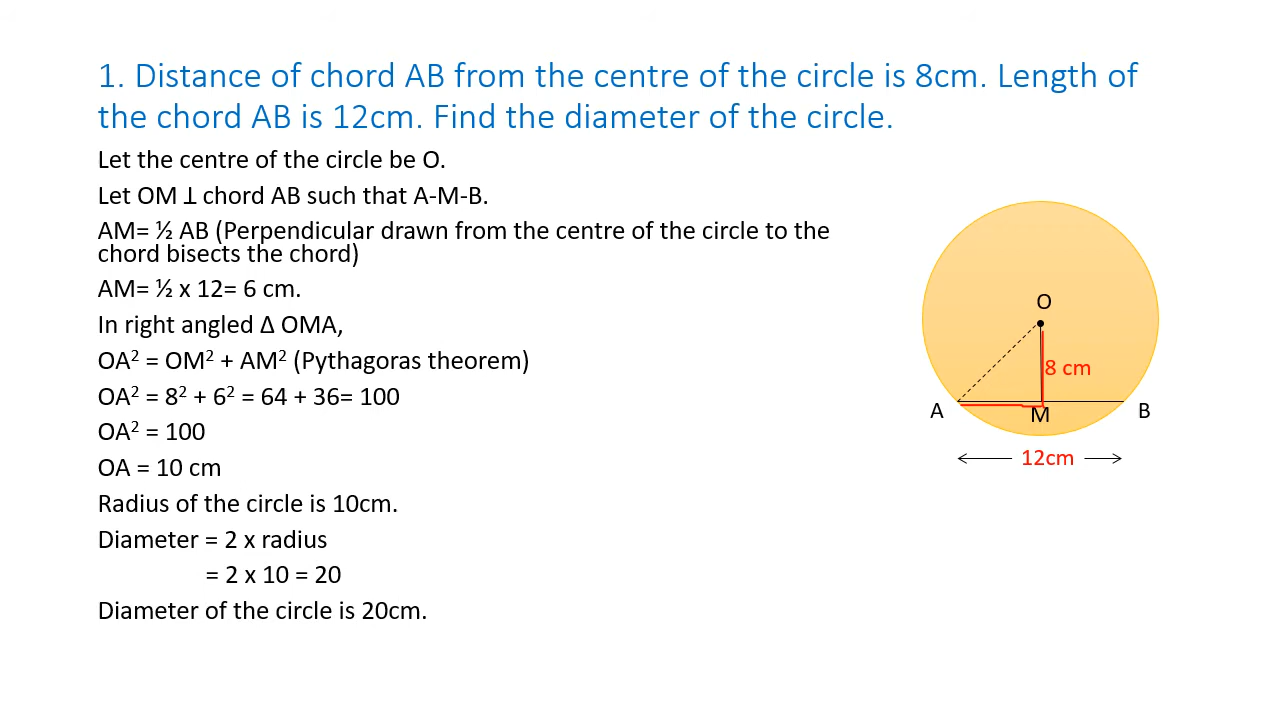 1. Distance of chord AB from the centre of the circle is 8cm. Length of
the chord AB is 12cm. Find the diameter of the circle.
Let the centre of the circle be O.
Let OM ⊥ chord AB such that A-M-B.
AM= ½ AB (Perpendicular drawn from the centre of the circle to the
chord bisects the chord)
AM= ½ x 12= 6 cm.
In right angled Δ OMA,
OA² = OM² + AM² (Pythagoras theorem)
OA² = 8² + 6² = 64 + 36= 100
OA² = 100
OA = 10 cm
Radius of the circle is 10cm.
Diameter = 2 x radius
= 2 x 10 = 20
Diameter of the circle is 20cm.
O
8 cm
A M B
12cm